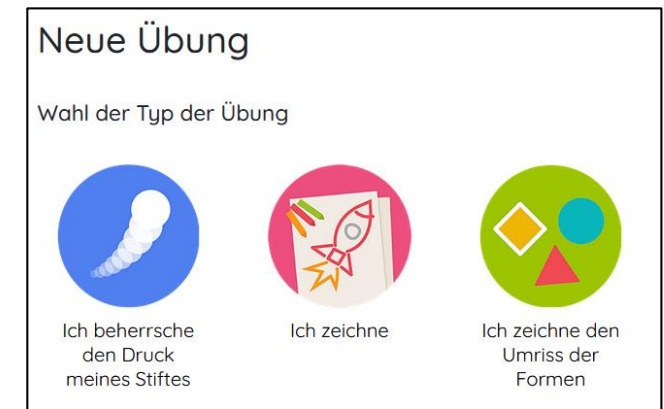 Neue Übung
Wahl der Typ der Übung
Ich beherrsche
den Druck
meines Stiftes
Ich zeichne
Ich zeichne den
Umriss der
Formen